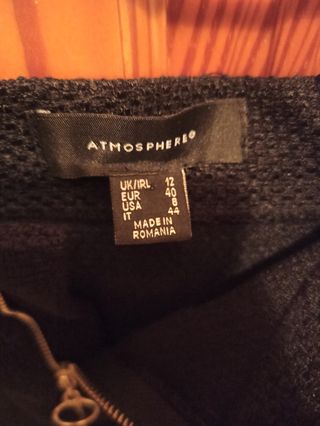 ATMOSPHERE
UK/IRL 12
EUR 40
USA 8
IT 44
MADE IN
ROMANIA